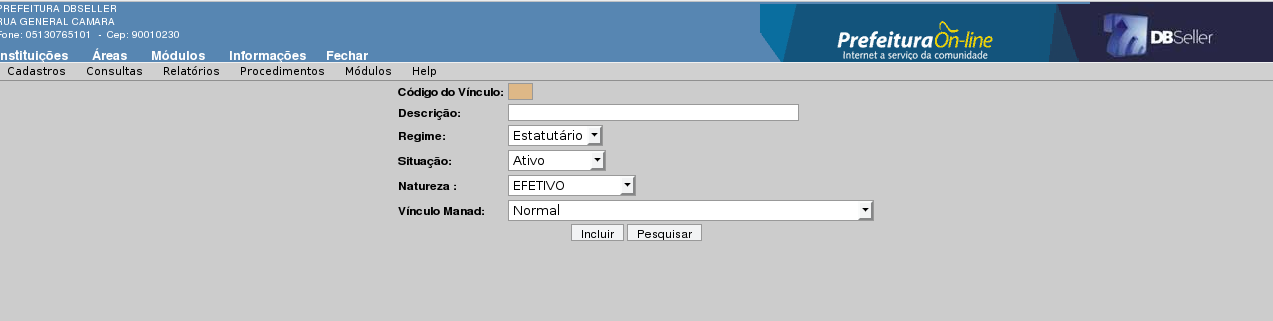 PREFEITURA DBSELLER
RUA GENERAL CAMARA
Fone: 05130765101 - Cep: 90010230
PrefeituraOn-line
Internet a serviço da comunidade
DBSeller
Instituições Áreas Módulos Informações Fechar
Cadastros Consultas Relatórios Procedimentos Módulos Help
Código do Vínculo:
Descrição:
Regime: Estatutário
Situação: Ativo
Natureza : EFETIVO
Vínculo Manad: Normal
Incluir Pesquisar